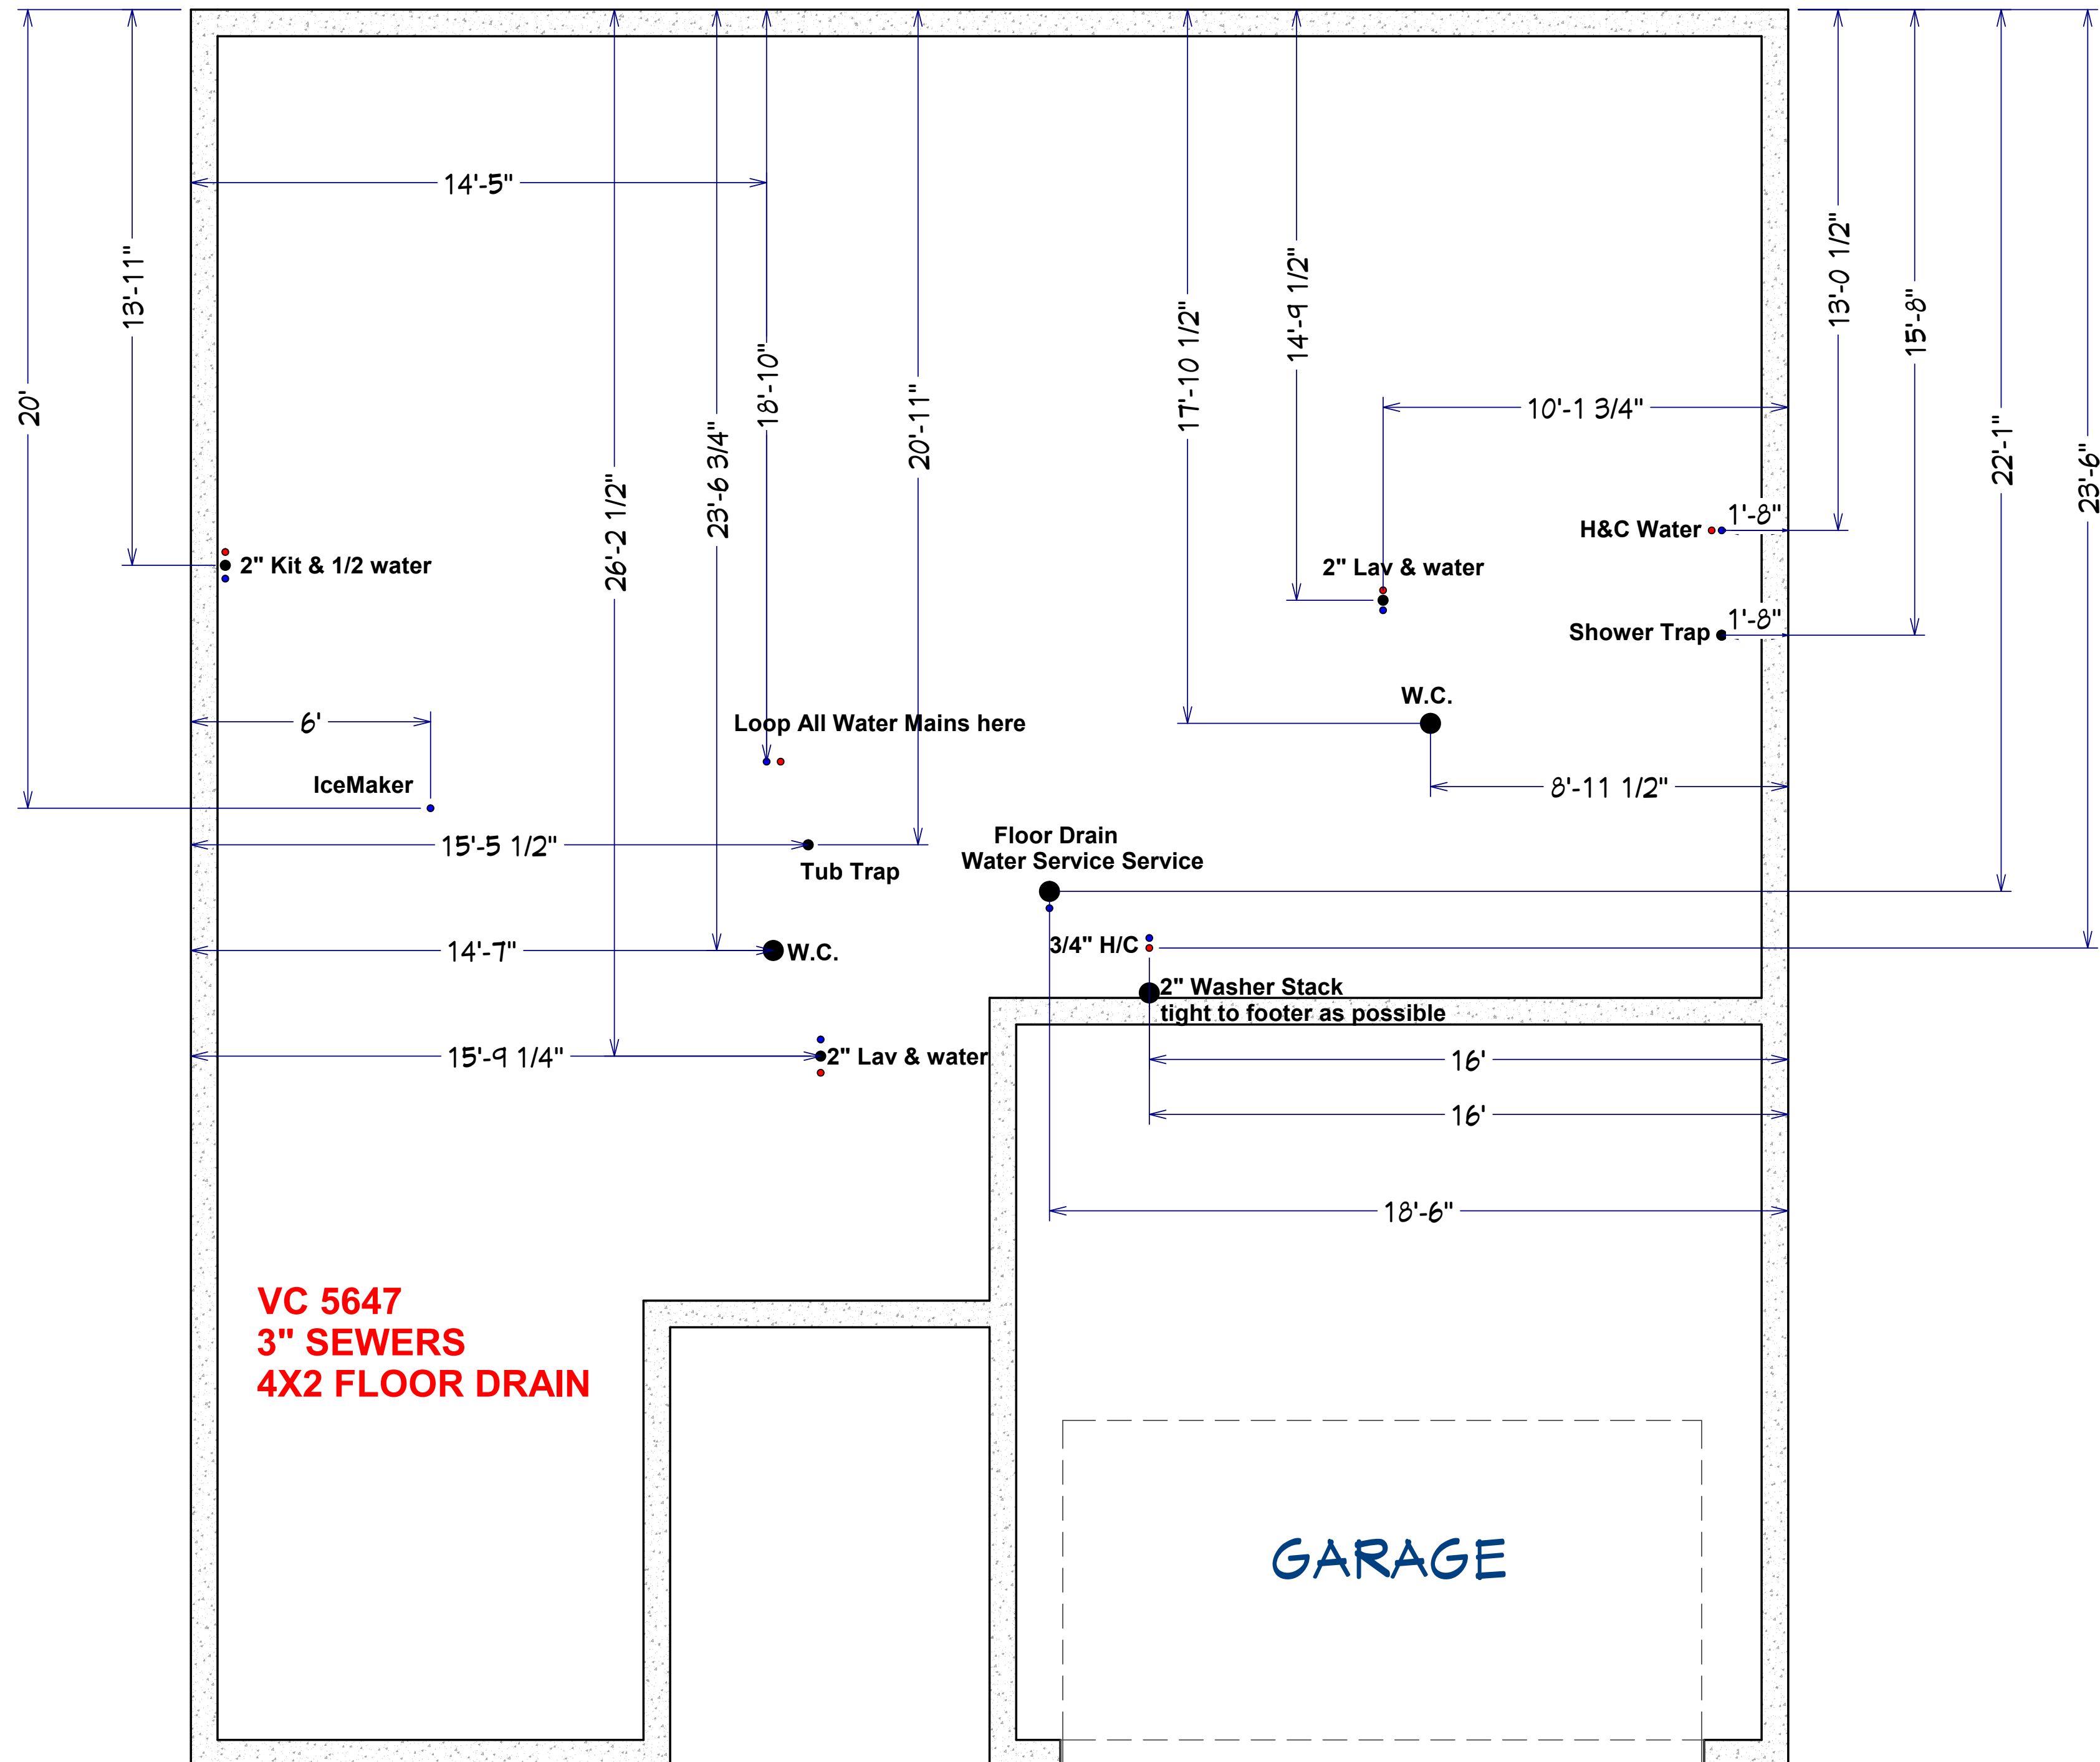 14'-5"
13'-11"
20'
26'-2 1/2"
23'-6 3/4"
18'-10"
20'-11"
17'-10 1/2"
14'-9 1/2"
13'-0 1/2"
15'-8"
22'-1"
23'-6"
10'-1 3/4"
1'-8"
H&C Water
2" Kit & 1/2 water
2" Lav & water
1'-8"
Shower Trap
W.C.
6'
Loop All Water Mains here
IceMaker
8'-11 1/2"
15'-5 1/2"
Tub Trap
Floor Drain
Water Service Service
14'-7"
W.C.
3/4" H/C
2" Washer Stack
tight to footer as possible
15'-9 1/4"
2" Lav & water
16'
16'
18'-6"
VC 5647
3" SEWERS
4X2 FLOOR DRAIN
GARAGE